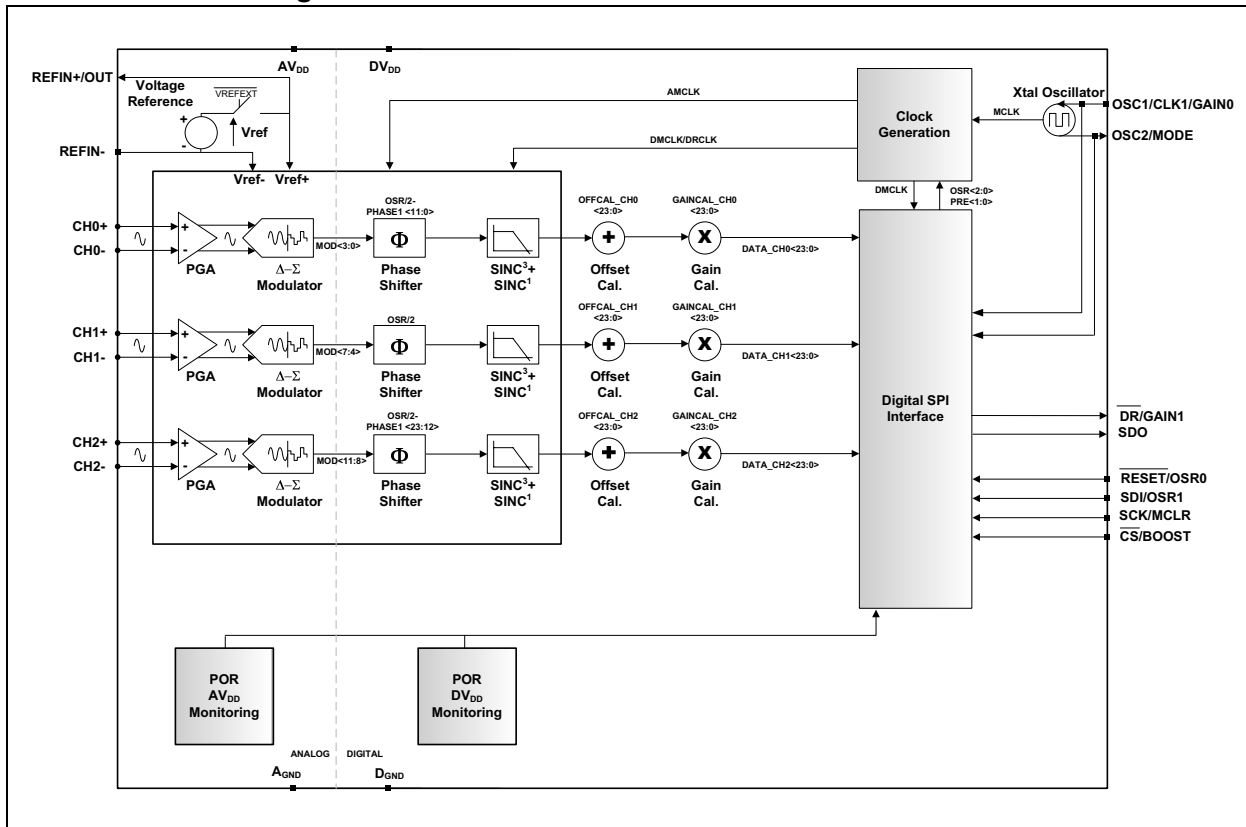 AVDD
DVDD
REFIN+/OUT
Voltage
Reference
VREFEXT
Vref
+
-
REFIN-
Vref-
Vref+
AMCLK
DMCLK/DRCLK
Clock
Generation
MCLK
Xtal Oscillator
OSC1/CLK1/GAIN0
OSC2/MODE
DMCLK
OSR<2:0>
PRE<1:0>
CH0+
CH0-
+
-
PGA
Δ–Σ
Modulator
MOD<3:0>
OSR/2-
PHASE1 <11:0>
Φ
Phase
Shifter
SINC³+
SINC¹
OFFCAL_CH0
<23:0>
+
Offset
Cal.
GAINCAL_CH0
<23:0>
X
Gain
Cal.
DATA_CH0<23:0>
CH1+
CH1-
+
-
PGA
Δ–Σ
Modulator
MOD<7:4>
OSR/2
Φ
Phase
Shifter
SINC³+
SINC¹
OFFCAL_CH1
<23:0>
+
Offset
Cal.
GAINCAL_CH1
<23:0>
X
Gain
Cal.
DATA_CH1<23:0>
CH2+
CH2-
+
-
PGA
Δ–Σ
Modulator
MOD<11:8>
OSR/2-
PHASE1 <23:12>
Φ
Phase
Shifter
SINC³+
SINC¹
OFFCAL_CH2
<23:0>
+
Offset
Cal.
GAINCAL_CH2
<23:0>
X
Gain
Cal.
DATA_CH2<23:0>
Digital SPI
Interface
DR/GAIN1
SDO
RESET/OSR0
SDI/OSR1
SCK/MCLR
CS/BOOST
POR
AVDD
Monitoring
POR
DVDD
Monitoring
ANALOG
DIGITAL
AGND
DGND